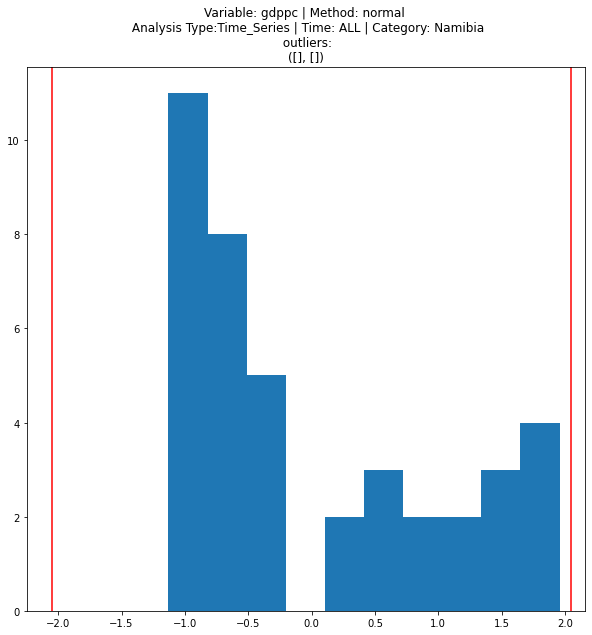 Variable: gdppc | Method: normal
Analysis Type:Time_Series | Time: ALL | Category: Namibia
outliers:
([], [])
10
8
6
4
2
0
−2.0 −1.5 −1.0 −0.5 0.0 0.5 1.0 1.5 2.0